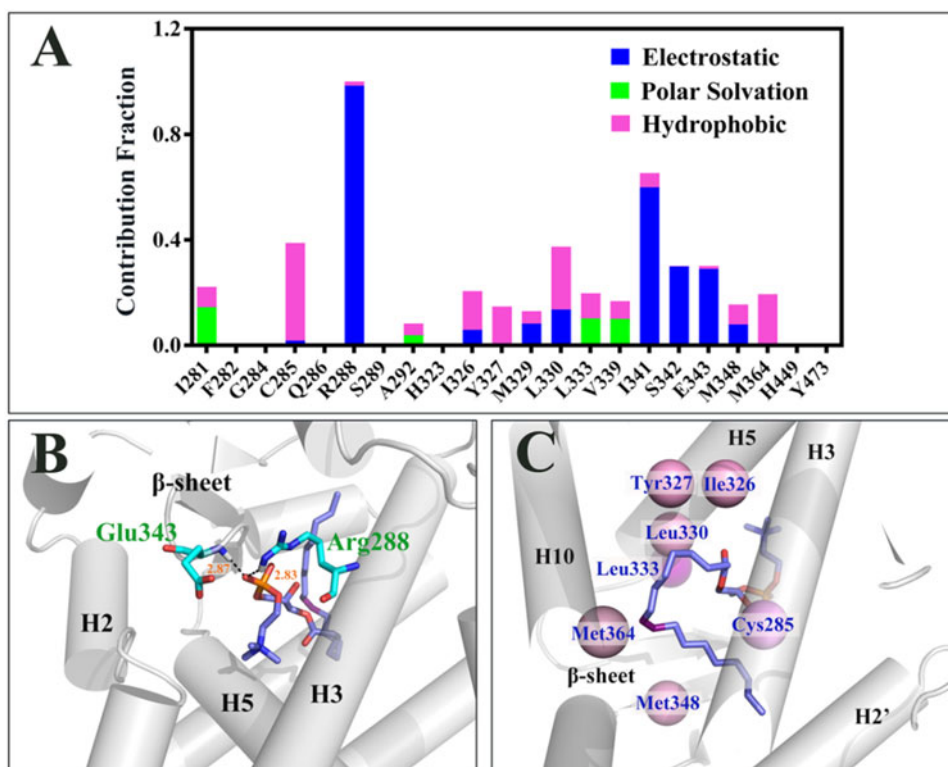 A
Contribution Fraction
1.2
0.8
0.4
0.0
Electrostatic
Polar Solvation
Hydrophobic
I281
F282
G284
C285
Q286
R288
S289
A292
H323
I326
Y327
M329
L330
L333
V339
I341
S342
E343
M348
M364
H449
Y473
B
β-sheet
Glu343
Arg288
2.87
2.83
H2
H5
H3
C
H5
H3
Tyr327
Ile326
Leu330
H10
Leu333
Met364
Cys285
β-sheet
Met348
H2’